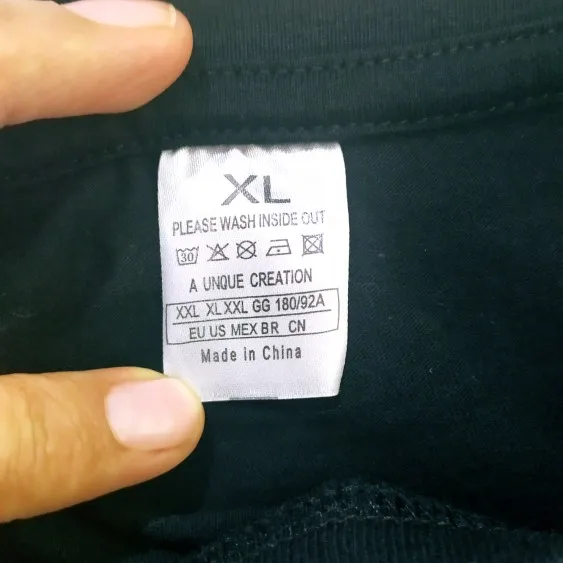 XL
PLEASE WASH INSIDE OUT
30
A UNQUE CREATION
XXL XL XXL GG 180/92A
EU US MEX BR CN
Made in China